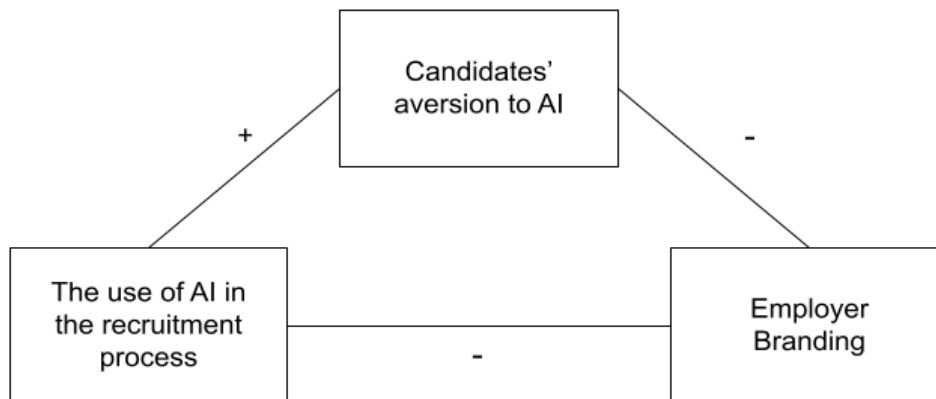 Candidates’
aversion to AI
+
-
The use of AI in
the recruitment
process
Employer
Branding
-